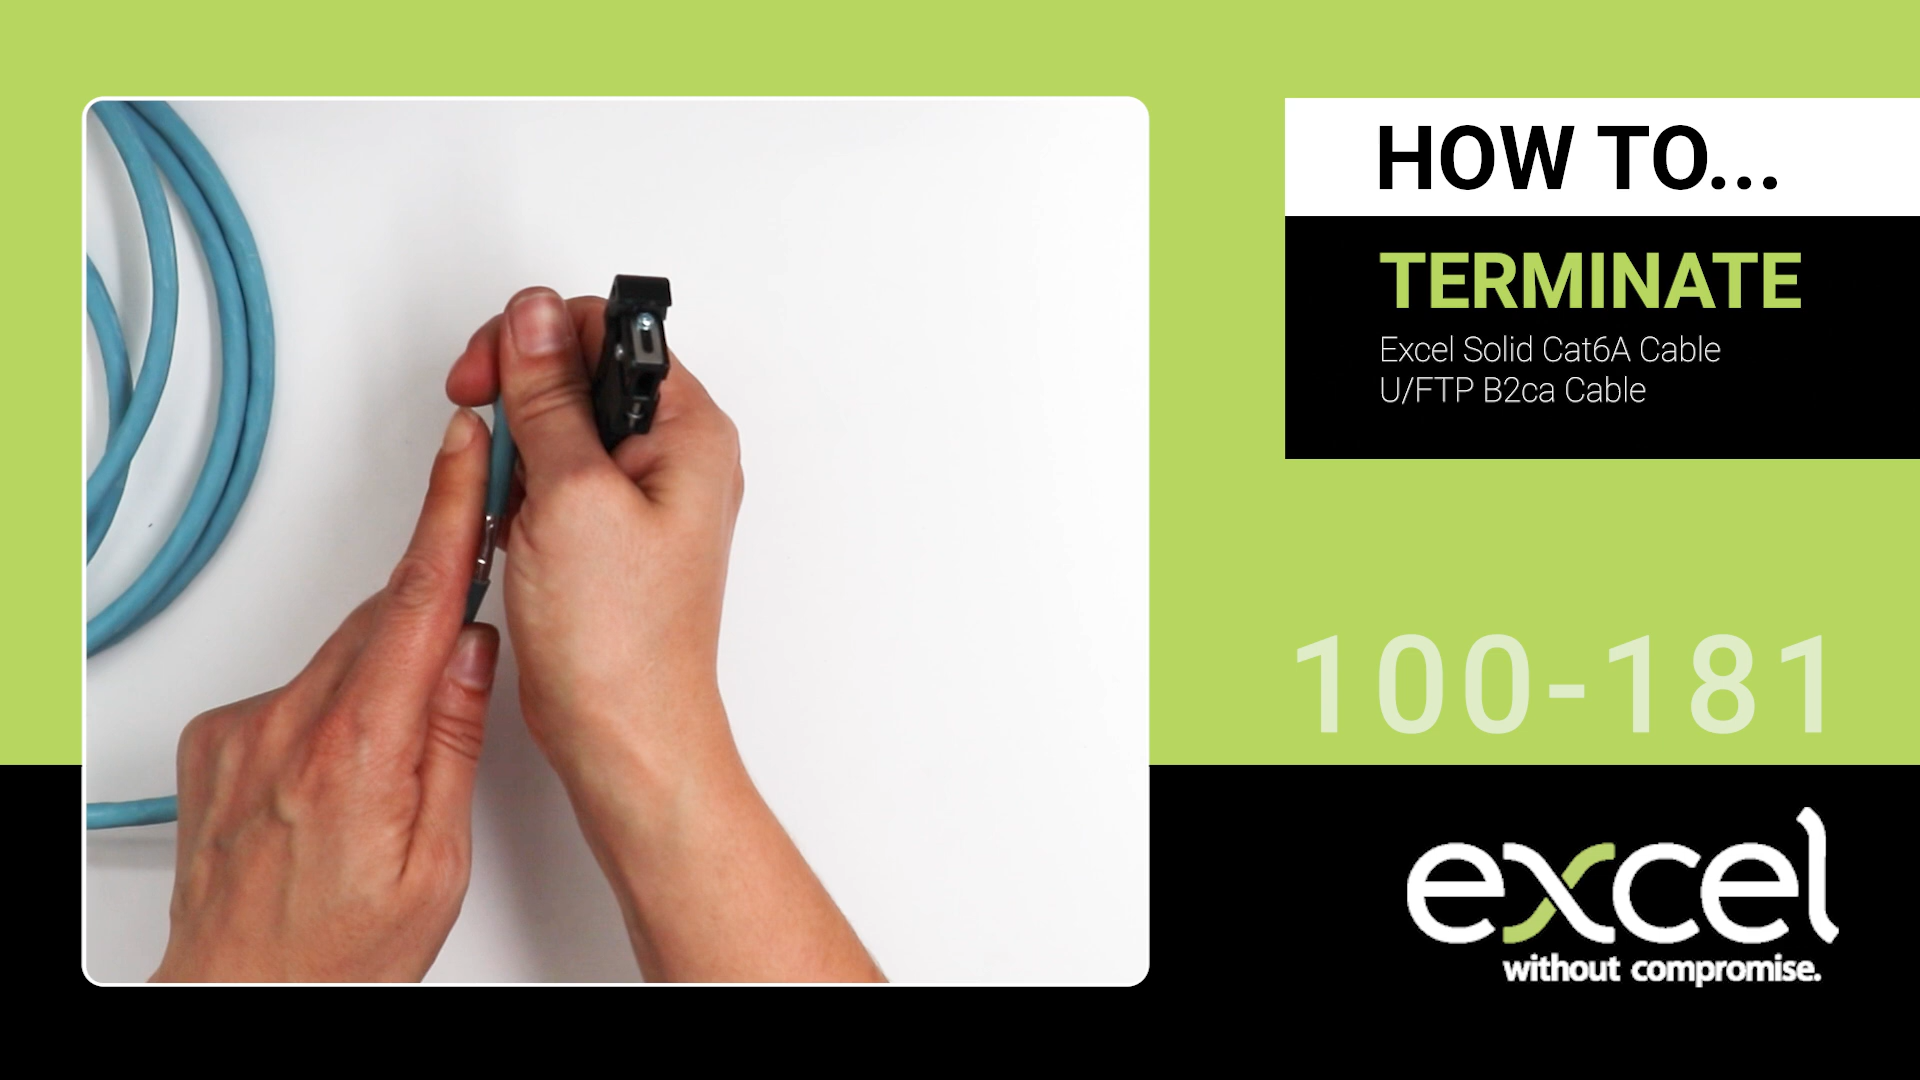 HOW TO...
TERMINATE
Excel Solid Cat6A Cable
U/FTP B2ca Cable
100-181
excel
without compromise.